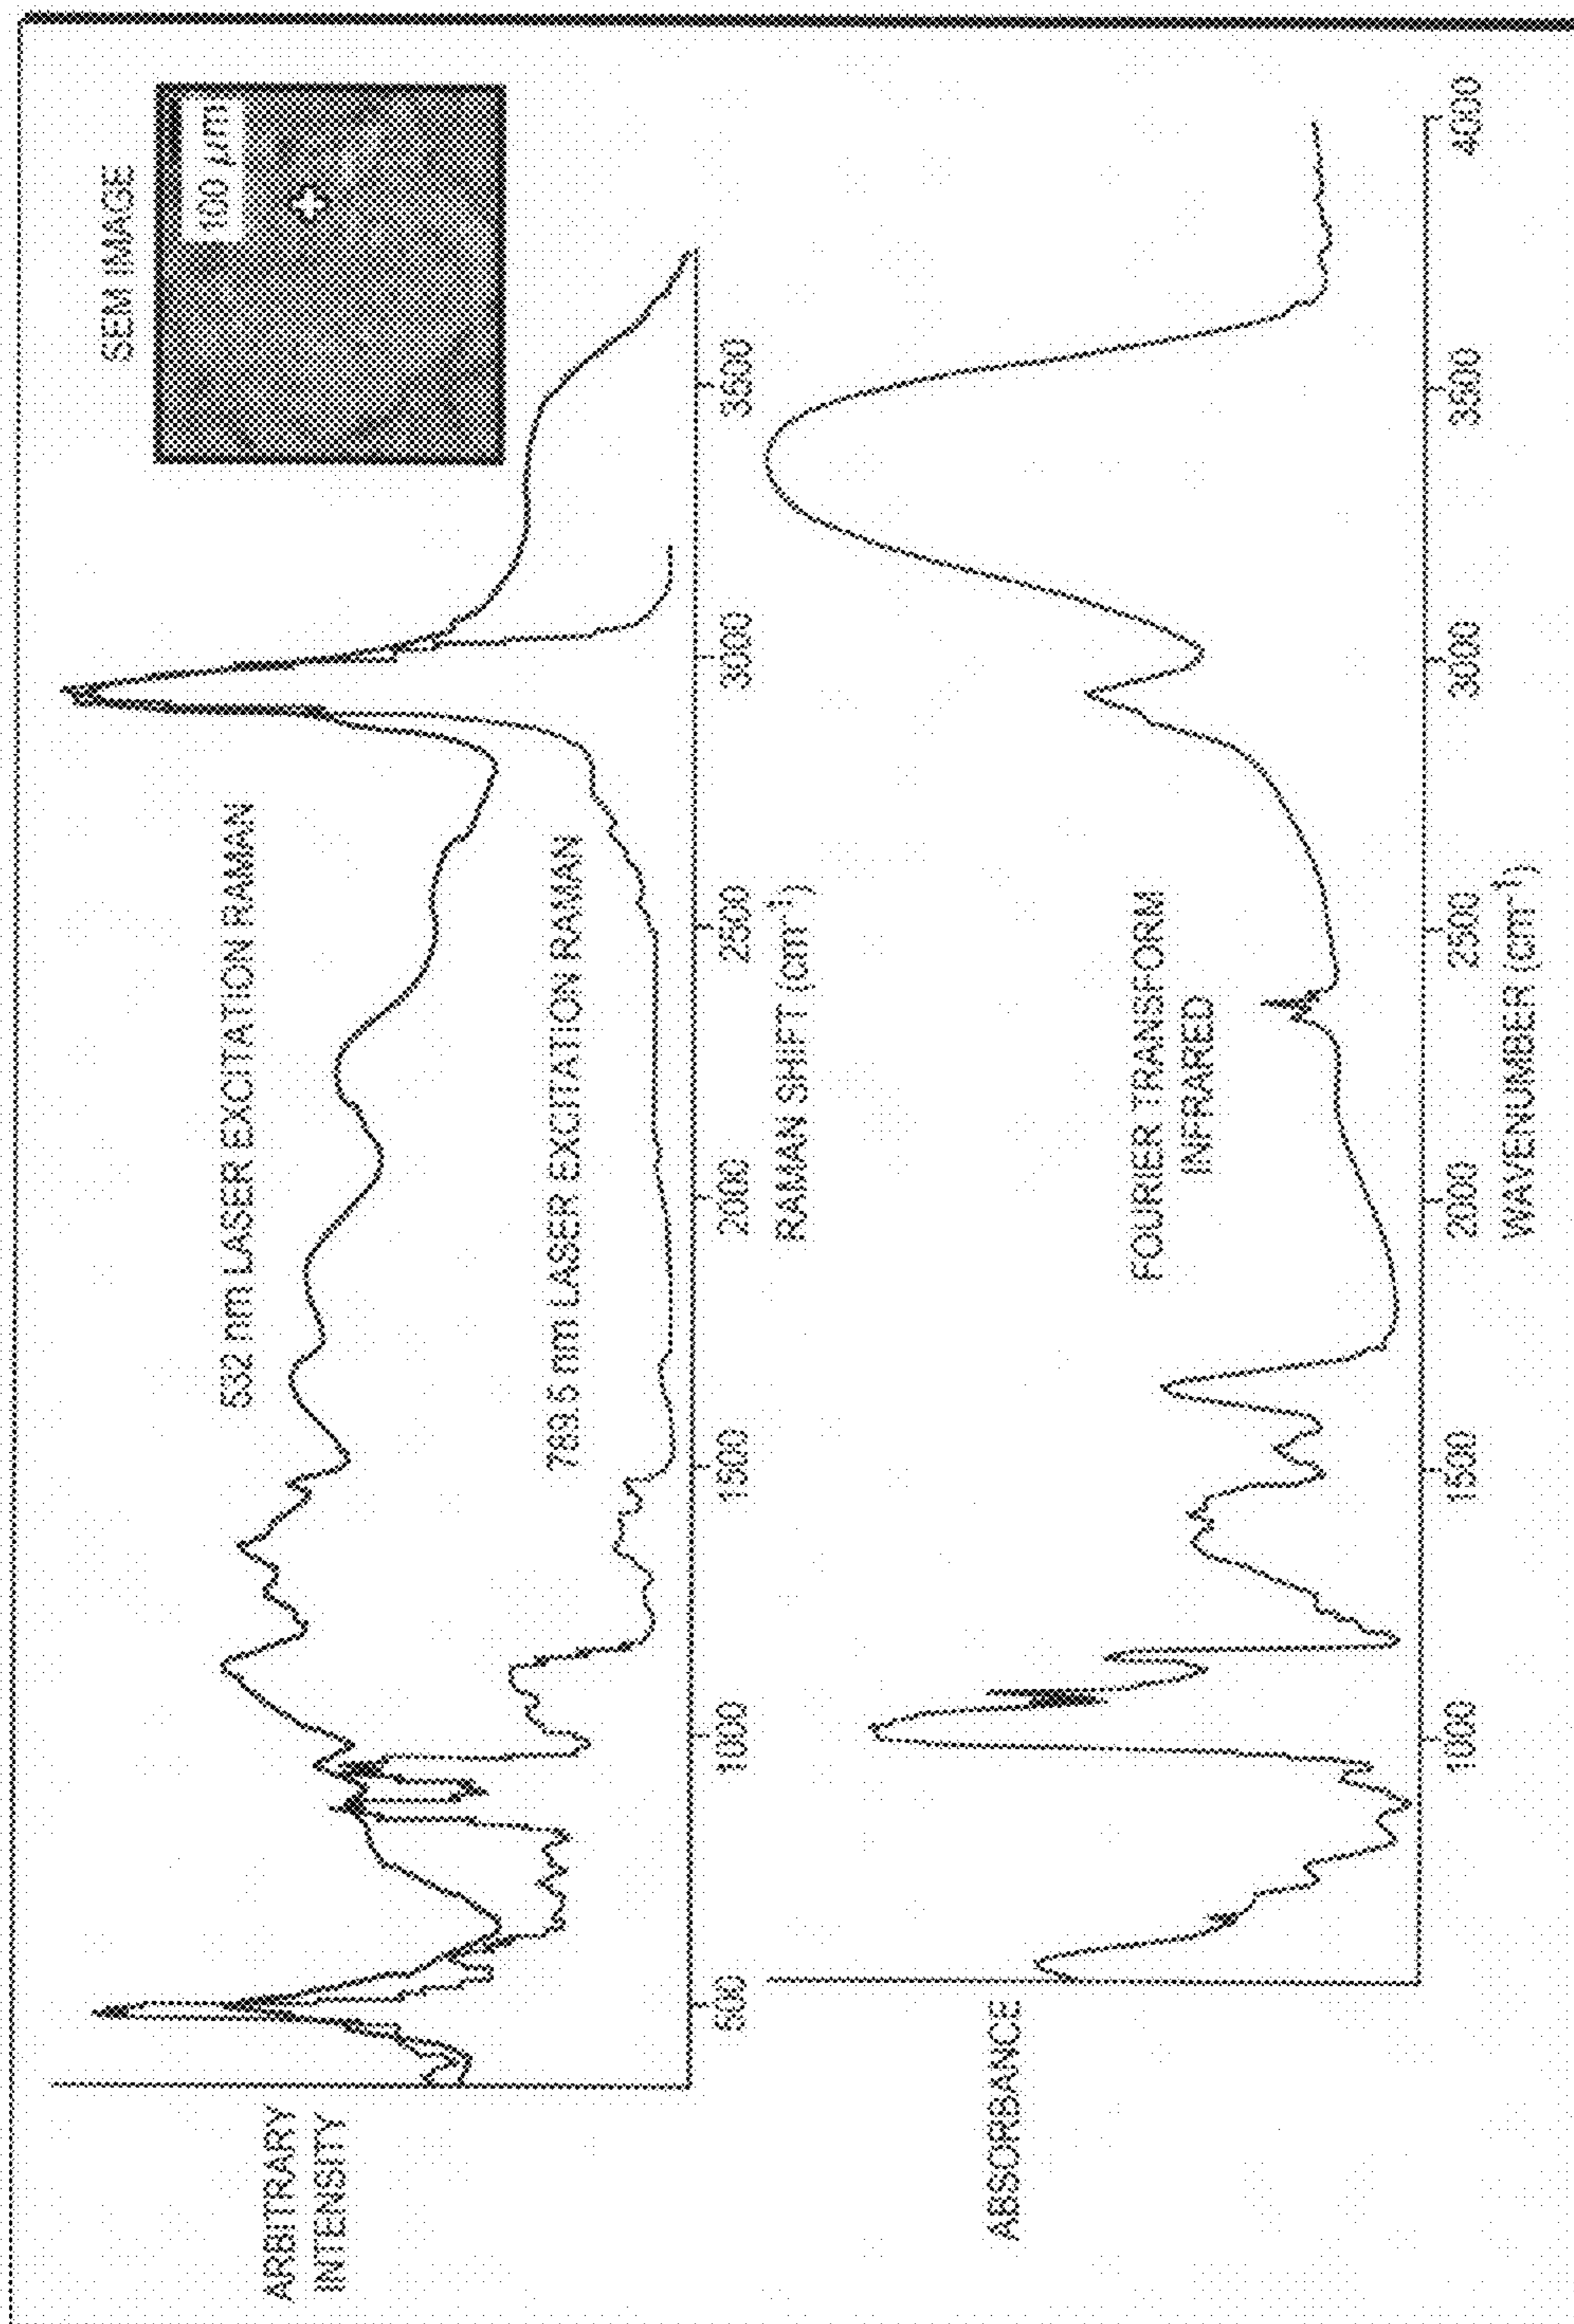 SEM IMAGE
100 µm
532 nm LASER EXCITATION RAMAN
789.5 nm LASER EXCITATION RAMAN
ARBITRARY
INTENSITY
500
1000
1500
2000
2500
3000
3500
RAMAN SHIFT (cm⁻¹)
FOURIER TRANSFORM
INFRARED
ABSORBANCE
1000
1500
2000
2500
3000
3500
4000
WAVENUMBER (cm⁻¹)